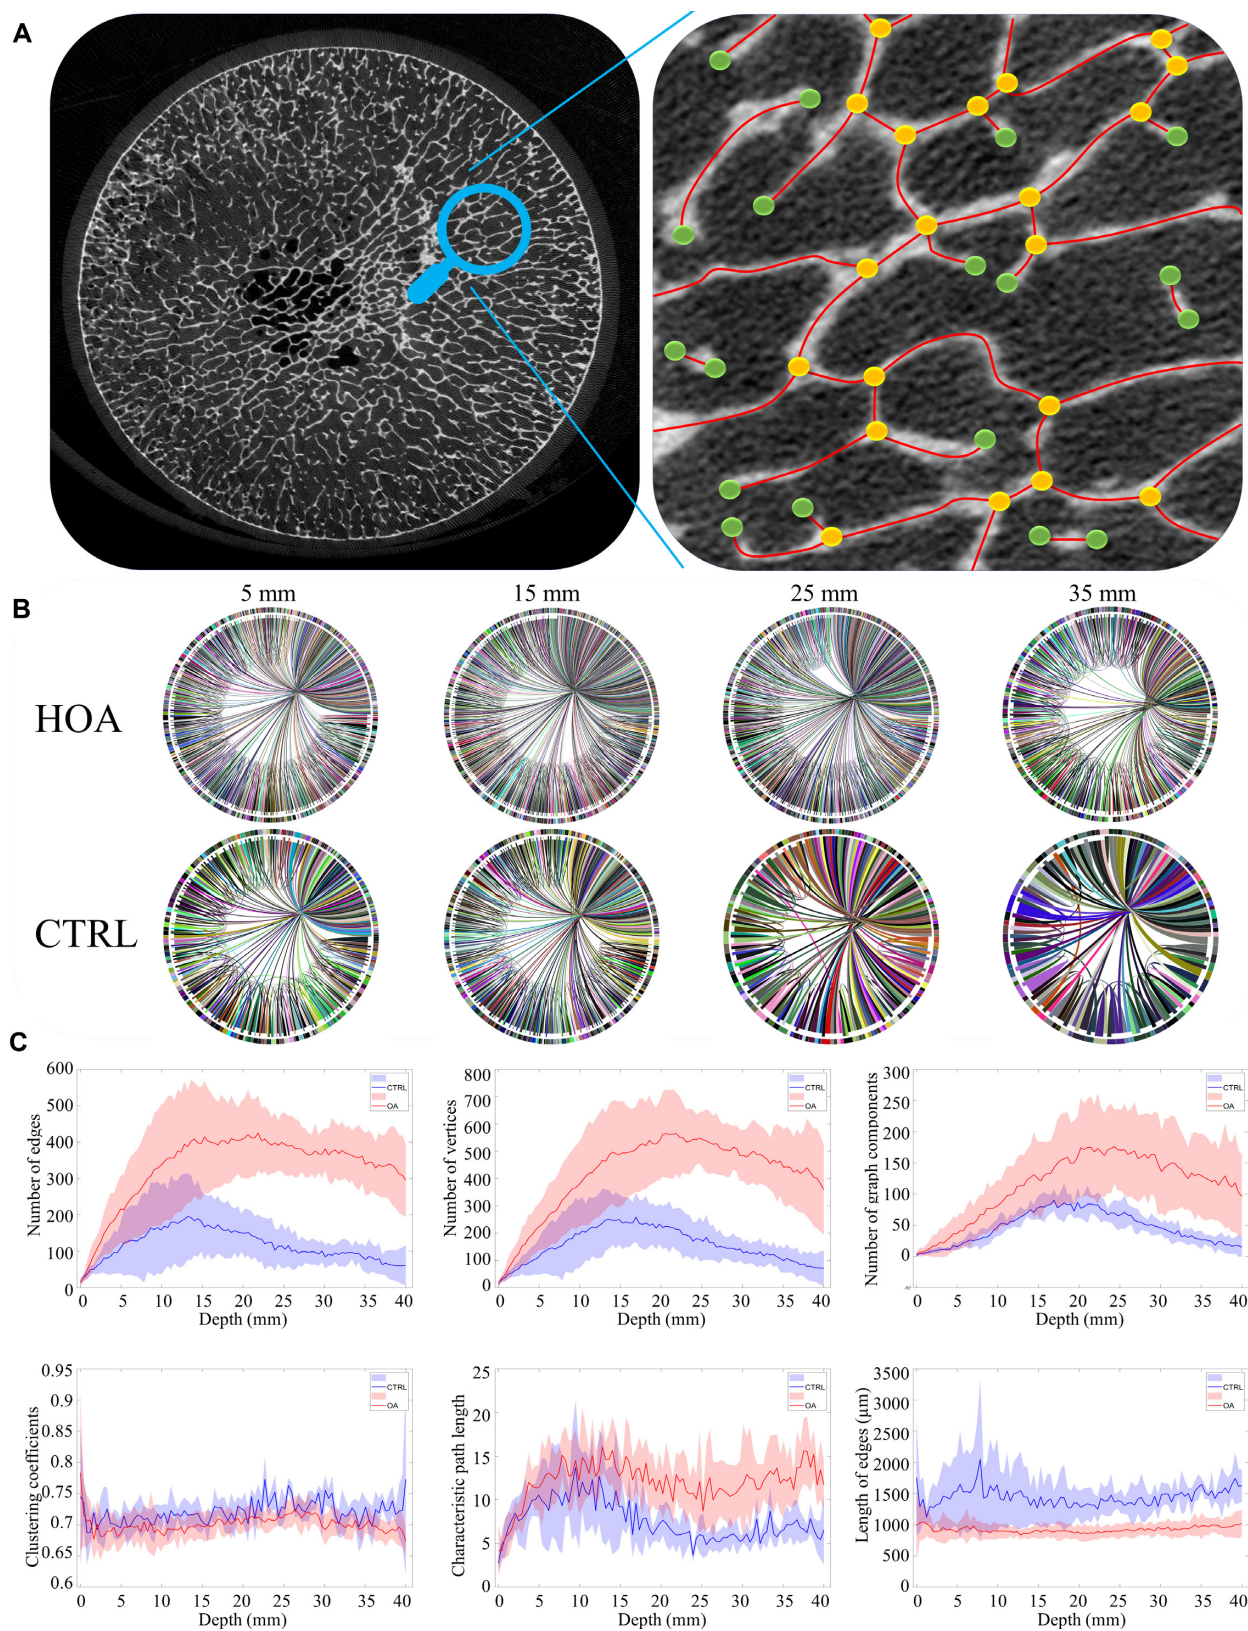 A
B
5 mm 15 mm 25 mm 35 mm
HOA
CTRL
C
600
500
400
300
200
100
0
Number of edges
0 5 10 15 20 25 30 35 40
Depth (mm)
CTRL
OA
800
700
600
500
400
300
200
100
0
Number of vertices
0 5 10 15 20 25 30 35 40
Depth (mm)
CTRL
OA
300
250
200
150
100
50
0
-50
Number of graph components
0 5 10 15 20 25 30 35 40
Depth (mm)
CTRL
OA
0.95
0.9
0.85
0.8
0.75
0.7
0.65
0.6
Clustering coefficients
0 5 10 15 20 25 30 35 40
Depth (mm)
CTRL
OA
25
20
15
10
5
0
Characteristic path length
0 5 10 15 20 25 30 35 40
Depth (mm)
CTRL
OA
3500
3000
2500
2000
1500
1000
500
0
Length of edges (μm)
0 5 10 15 20 25 30 35 40
Depth (mm)
CTRL
OA